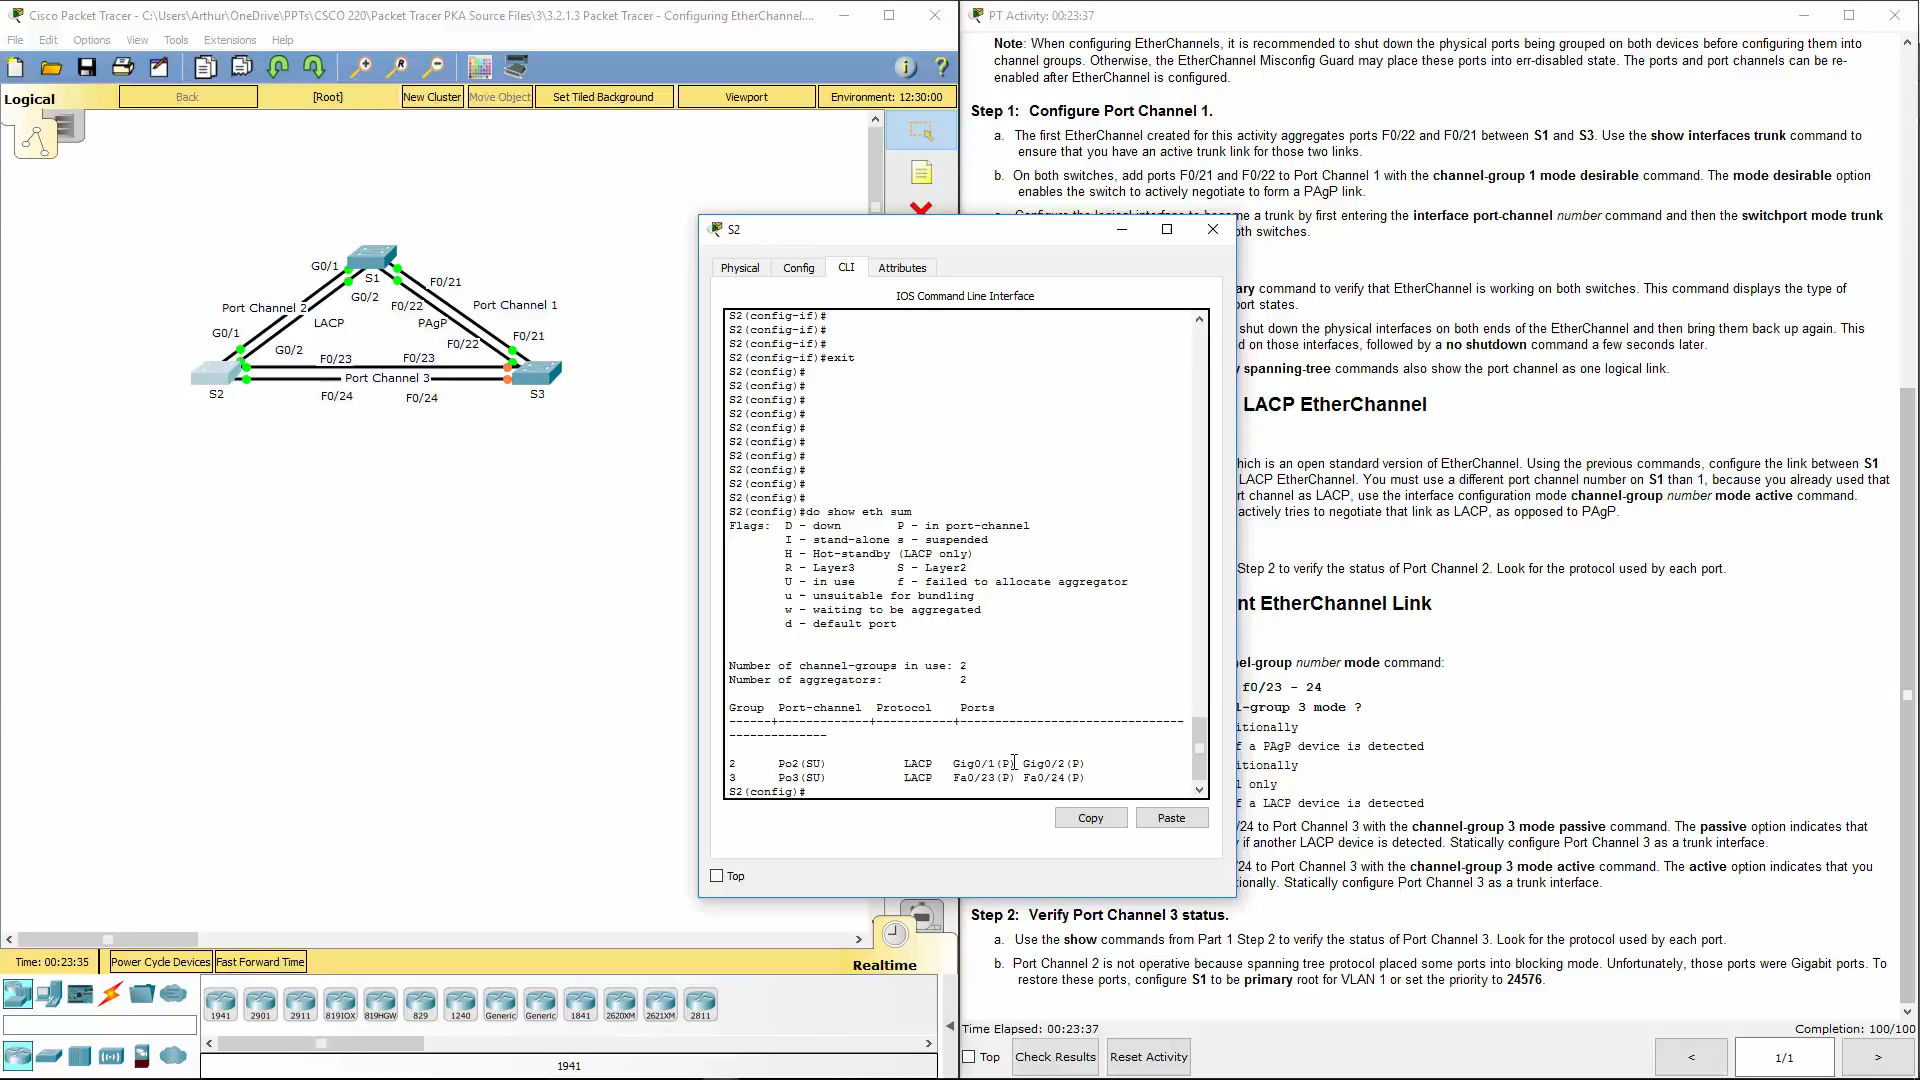 Cisco Packet Tracer - C:\Users\Arthur\OneDrive\PPTs\CSCO 220\Packet Tracer PKA Source Files\3\3.2.1.3 Packet Tracer - Configuring EtherChannel....
File Edit Options View Tools Extensions Help
Logical Back [Root] New Cluster Move Object Set Tiled Background Viewport Environment: 12:30:00
G0/1
S1
F0/21
G0/2
F0/22
Port Channel 2
Port Channel 1
LACP
PAgP
G0/1
F0/21
F0/22
G0/2
F0/23
F0/23
Port Channel 3
S2
F0/24
F0/24
S3
S2
Physical Config CLI Attributes
IOS Command Line Interface
S2(config-if)#
S2(config-if)#
S2(config-if)#
S2(config-if)#exit
S2(config)#
S2(config)#
S2(config)#
S2(config)#
S2(config)#
S2(config)#
S2(config)#
S2(config)#
S2(config)#
S2(config)#
S2(config)#do show eth sum
Flags: D - down P - in port-channel
I - stand-alone s - suspended
H - Hot-standby (LACP only)
R - Layer3 S - Layer2
U - in use f - failed to allocate aggregator
u - unsuitable for bundling
w - waiting to be aggregated
d - default port
Number of channel-groups in use: 2
Number of aggregators: 2
Group Port-channel Protocol Ports
------+-------------+-----------+--------------------------------
--------------
2 Po2(SU) LACP Gig0/1(P) Gig0/2(P)
3 Po3(SU) LACP Fa0/23(P) Fa0/24(P)
S2(config)#
Copy Paste
Top
Time: 00:23:35 Power Cycle Devices Fast Forward Time
Realtime
1941 2901 2911 819IOX 819HGW 829 1240 Generic Generic 1841 2620XM 2621XM 2811
1941
PT Activity: 00:23:37
Note: When configuring EtherChannels, it is recommended to shut down the physical ports being grouped on both devices before configuring them into
channel groups. Otherwise, the EtherChannel Misconfig Guard may place these ports into err-disabled state. The ports and port channels can be re-
enabled after EtherChannel is configured.
Step 1: Configure Port Channel 1.
a. The first EtherChannel created for this activity aggregates ports F0/22 and F0/21 between S1 and S3. Use the show interfaces trunk command to
ensure that you have an active trunk link for those two links.
b. On both switches, add ports F0/21 and F0/22 to Port Channel 1 with the channel-group 1 mode desirable command. The mode desirable option
enables the switch to actively negotiate to form a PAgP link.
me a trunk by first entering the interface port-channel number command and then the switchport mode trunk
oth switches.
ary command to verify that EtherChannel is working on both switches. This command displays the type of
port states.
shut down the physical interfaces on both ends of the EtherChannel and then bring them back up again. This
d on those interfaces, followed by a no shutdown command a few seconds later.
spanning-tree commands also show the port channel as one logical link.
LACP EtherChannel
hich is an open standard version of EtherChannel. Using the previous commands, configure the link between S1
LACP EtherChannel. You must use a different port channel number on S1 than 1, because you already used that
rt channel as LACP, use the interface configuration mode channel-group number mode active command.
actively tries to negotiate that link as LACP, as opposed to PAgP.
Step 2 to verify the status of Port Channel 2. Look for the protocol used by each port.
nt EtherChannel Link
el-group number mode command:
f0/23 - 24
l-group 3 mode ?
itionally
f a PAgP device is detected
itionally
l only
f a LACP device is detected
/24 to Port Channel 3 with the channel-group 3 mode passive command. The passive option indicates that
if another LACP device is detected. Statically configure Port Channel 3 as a trunk interface.
/24 to Port Channel 3 with the channel-group 3 mode active command. The active option indicates that you
tionally. Statically configure Port Channel 3 as a trunk interface.
Step 2: Verify Port Channel 3 status.
a. Use the show commands from Part 1 Step 2 to verify the status of Port Channel 3. Look for the protocol used by each port.
b. Port Channel 2 is not operative because spanning tree protocol placed some ports into blocking mode. Unfortunately, those ports were Gigabit ports. To
restore these ports, configure S1 to be primary root for VLAN 1 or set the priority to 24576.
Time Elapsed: 00:23:37 Completion: 100/100
Top Check Results Reset Activity < 1/1 >